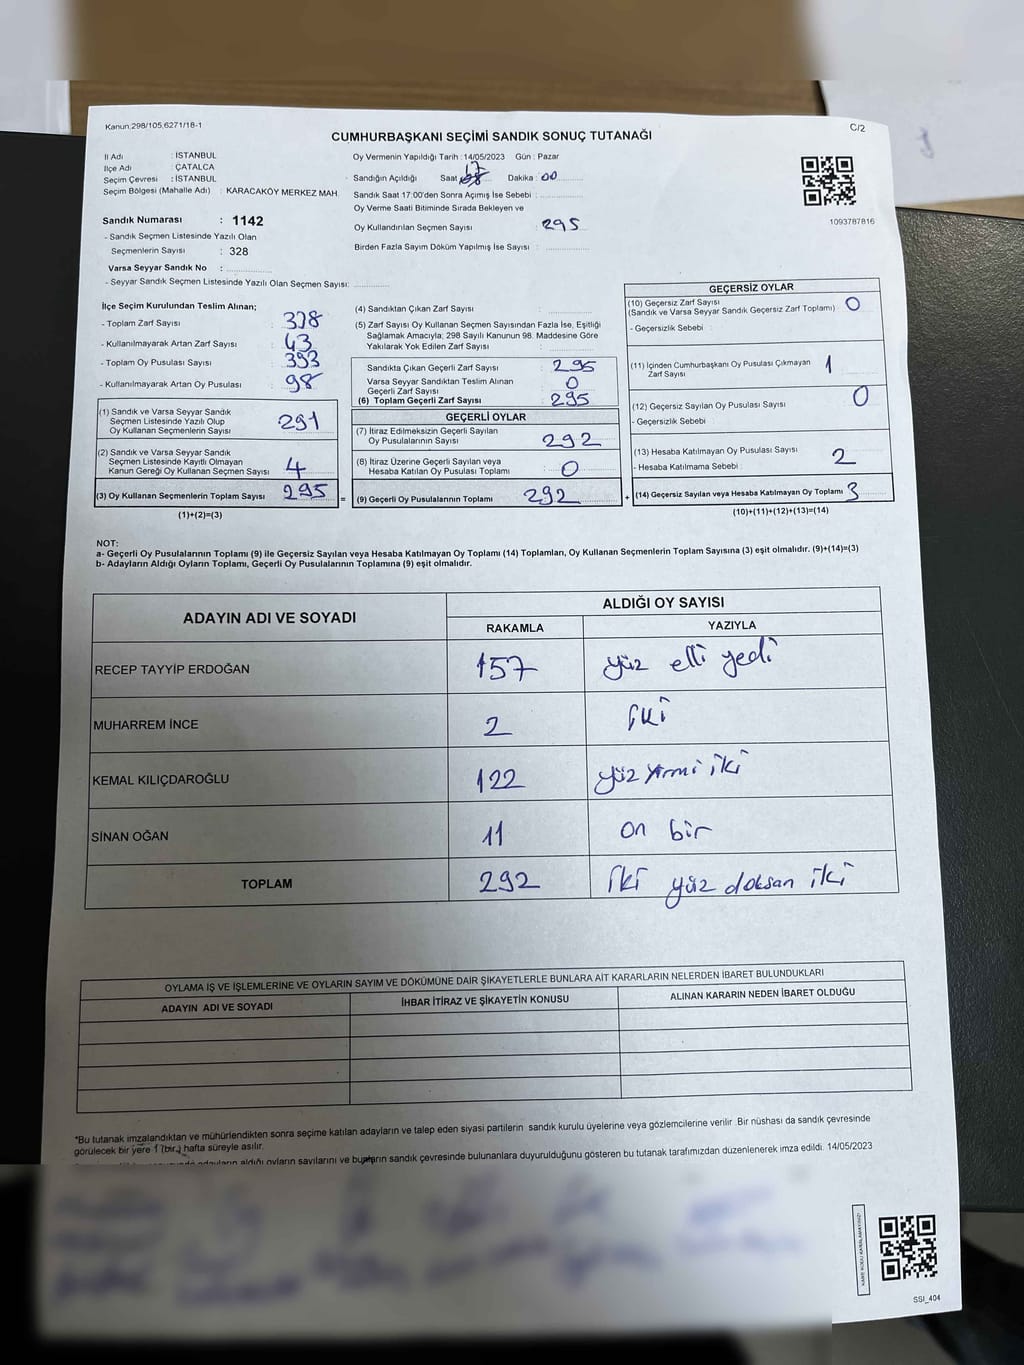 Kanun,298/105,6271/18-1
C/2
CUMHURBAŞKANI SEÇİMİ SANDIK SONUÇ TUTANAĞI
İl Adı : İSTANBUL
İlçe Adı : ÇATALCA
Seçim Çevresi : İSTANBUL
Seçim Bölgesi (Mahalle Adı) : KARACAKÖY MERKEZ MAH.
Sandık Numarası : 1142
- Sandık Seçmen Listesinde Yazılı Olan
Seçmenlerin Sayısı : 328
Varsa Seyyar Sandık No :
- Seyyar Sandık Seçmen Listesinde Yazılı Olan Seçmen Sayısı:
Oy Vermenin Yapıldığı Tarih : 14/05/2023 Gün : Pazar
Sandığın Açıldığı Saat 17 Dakika : 00
Sandık Saat 17:00'den Sonra Açımış İse Sebebi :
Oy Verme Saati Bitiminde Sırada Bekleyen ve
Oy Kullandırılan Seçmen Sayısı : 295
Birden Fazla Sayım Döküm Yapılmış İse Sayısı :
1093787816
İlçe Seçim Kurulundan Teslim Alınan;
- Toplam Zarf Sayısı :
- Kullanılmayarak Artan Zarf Sayısı : 43
- Toplam Oy Pusulası Sayısı : 393
- Kullanılmayarak Artan Oy Pusulası : 98
(1) Sandık ve Varsa Seyyar Sandık
Seçmen Listesinde Yazılı Olup
Oy Kullanan Seçmenlerin Sayısı : 291
(2) Sandık ve Varsa Seyyar Sandık
Seçmen Listesinde Kayıtlı Olmayan
Kanun Gereği Oy Kullanan Seçmen Sayısı : 4
(3) Oy Kullanan Seçmenlerin Toplam Sayısı : 295 =
(1)+(2)=(3)
(4) Sandıktan Çıkan Zarf Sayısı :
(5) Zarf Sayısı Oy Kullanan Seçmen Sayısından Fazla İse, Eşitliği
Sağlamak Amacıyla; 298 Sayılı Kanunun 98. Maddesine Göre
Yakılarak Yok Edilen Zarf Sayısı :
Sandıkta Çıkan Geçerli Zarf Sayısı : 295
Varsa Seyyar Sandıktan Teslim Alınan
Geçerli Zarf Sayısı : 0
(6) Toplam Geçerli Zarf Sayısı : 295
GEÇERLİ OYLAR
(7) İtiraz Edilmeksizin Geçerli Sayılan
Oy Pusulalarının Sayısı : 292
(8) İtiraz Üzerine Geçerli Sayılan veya
Hesaba Katılan Oy Pusulası Toplamı : 0
(9) Geçerli Oy Pusulalarının Toplamı : 292 +
GEÇERSİZ OYLAR
(10) Geçersiz Zarf Sayısı
(Sandık ve Varsa Seyyar Sandık Geçersiz Zarf Toplamı) : 0
- Geçersizlik Sebebi :
(11) İçinden Cumhurbaşkanı Oy Pusulası Çıkmayan
Zarf Sayısı 1
(12) Geçersiz Sayılan Oy Pusulası Sayısı : 0
- Geçersizlik Sebebi :
(13) Hesaba Katılmayan Oy Pusulası Sayısı : 2
- Hesaba Katılmama Sebebi :
(14) Geçersiz Sayılan veya Hesaba Katılmayan Oy Toplamı : 3
(10)+(11)+(12)+(13)=(14)
NOT:
a- Geçerli Oy Pusulalarının Toplamı (9) ile Geçersiz Sayılan veya Hesaba Katılmayan Oy Toplamı (14) Toplamları, Oy Kullanan Seçmenlerin Toplam Sayısına (3) eşit olmalıdır. (9)+(14)=(3)
b- Adayların Aldığı Oyların Toplamı, Geçerli Oy Pusulalarının Toplamına (9) eşit olmalıdır.
ADAYIN ADI VE SOYADI
ALDIĞI OY SAYISI
RAKAMLA YAZIYLA
RECEP TAYYİP ERDOĞAN 157 yüz elli yedi
MUHARREM İNCE 2 iki
KEMAL KILIÇDAROĞLU 122 yüz yirmi iki
SİNAN OĞAN 11 on bir
TOPLAM 292 iki yüz doksan iki
OYLAMA İŞ VE İŞLEMLERİNE VE OYLARIN SAYIM VE DÖKÜMÜNE DAİR ŞİKAYETLERLE BUNLARA AİT KARARLARIN NELERDEN İBARET BULUNDUKLARI
ADAYIN ADI VE SOYADI İHBAR İTİRAZ VE ŞİKAYETİN KONUSU ALINAN KARARIN NEDEN İBARET OLDUĞU
*Bu tutanak imzalandıktan ve mühürlendikten sonra seçime katılan adayların ve talep eden siyasi partilerin sandık kurulu üyelerine veya gözlemcilerine verilir. Bir nüshası da sandık çevresinde
görülecek bir yere 1 (bir) hafta süreyle asılır.
adayların aldığı oyların sayılarını ve bunların sandık çevresinde bulunanlara duyurulduğunu gösteren bu tutanak tarafımızdan düzenlenerek imza edildi. 14/05/2023
SSİ_404